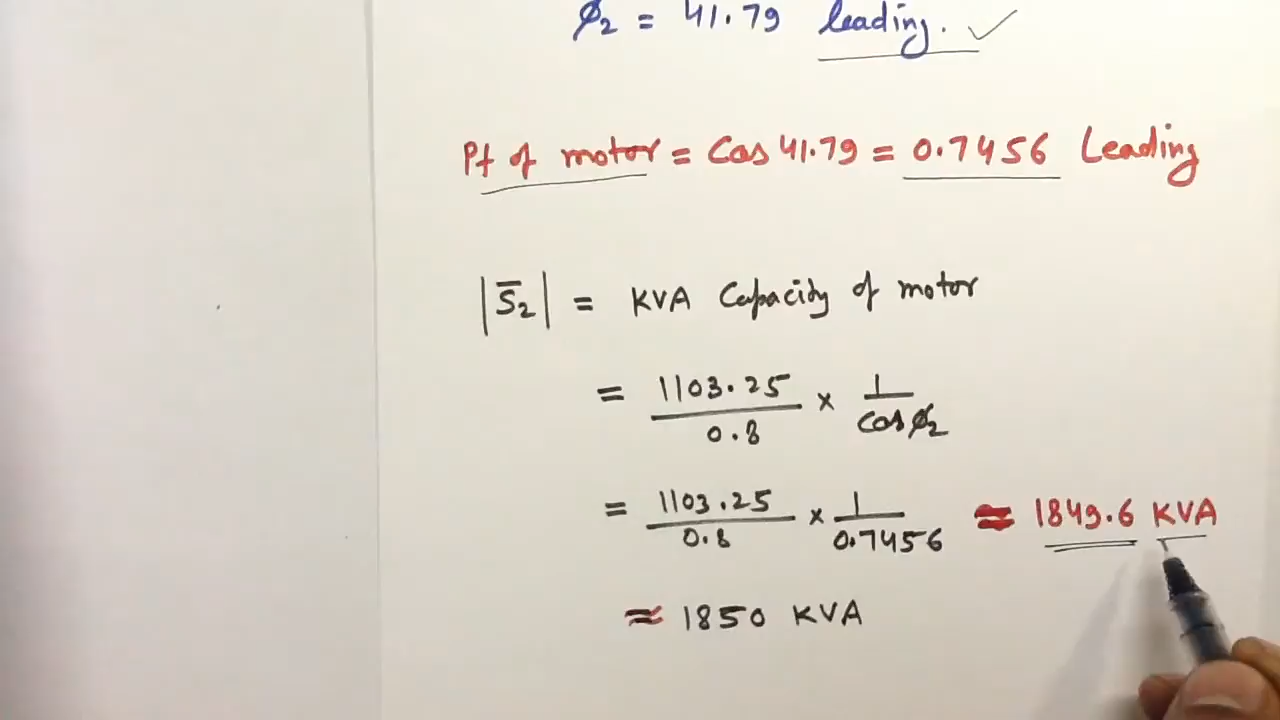 ϕ₂ = 41.79 leading.
Pf of motor = Cos 41.79 = 0.7456 Leading
|S̅₂| = KVA Capacity of motor
= 1103.25/0.8 × 1/cosϕ₂
= 1103.25/0.8 × 1/0.7456 ≈ 1849.6 KVA
≈ 1850 KVA